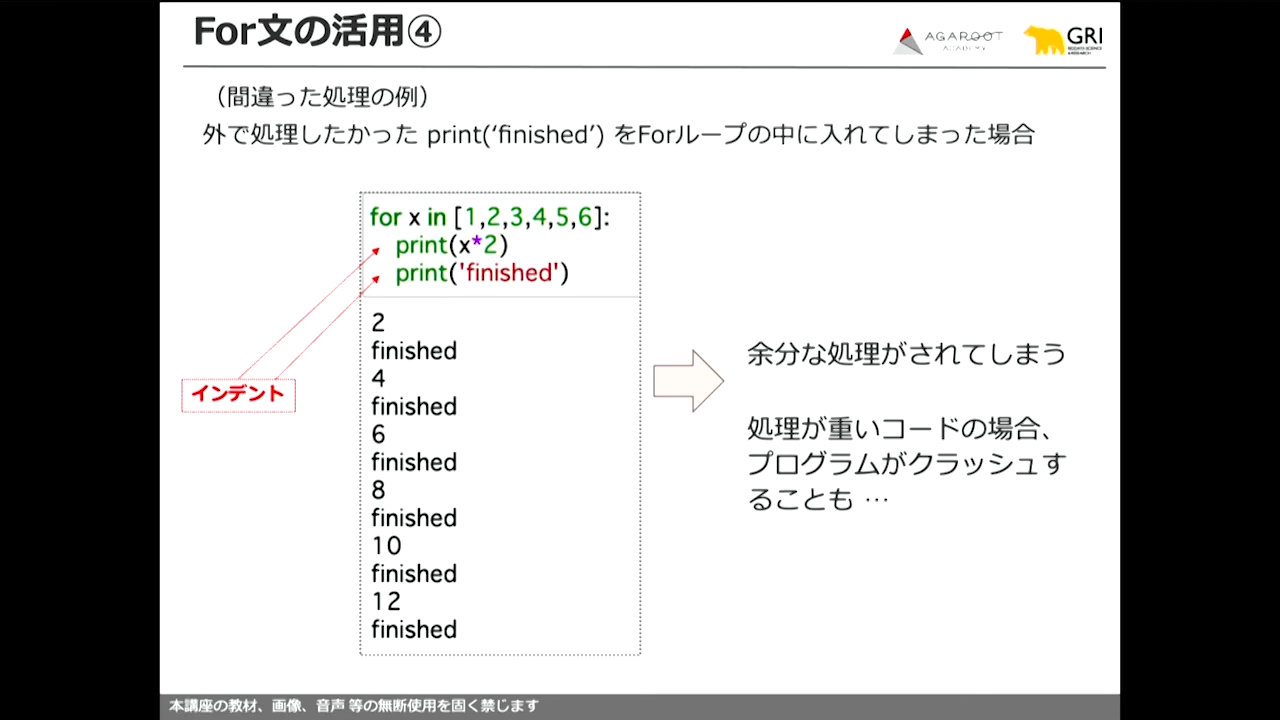 For文の活用④
AGAROOT
ACADEMY
GRI
（間違った処理の例）
外で処理したかった print(‘finished’) をForループの中に入れてしまった場合
for x in [1,2,3,4,5,6]:
print(x*2)
print('finished')
インデント
2
finished
4
finished
6
finished
8
finished
10
finished
12
finished
余分な処理がされてしまう
処理が重いコードの場合、
プログラムがクラッシュす
ることも …
本講座の教材、画像、音声 等の無断使用を固く禁じます